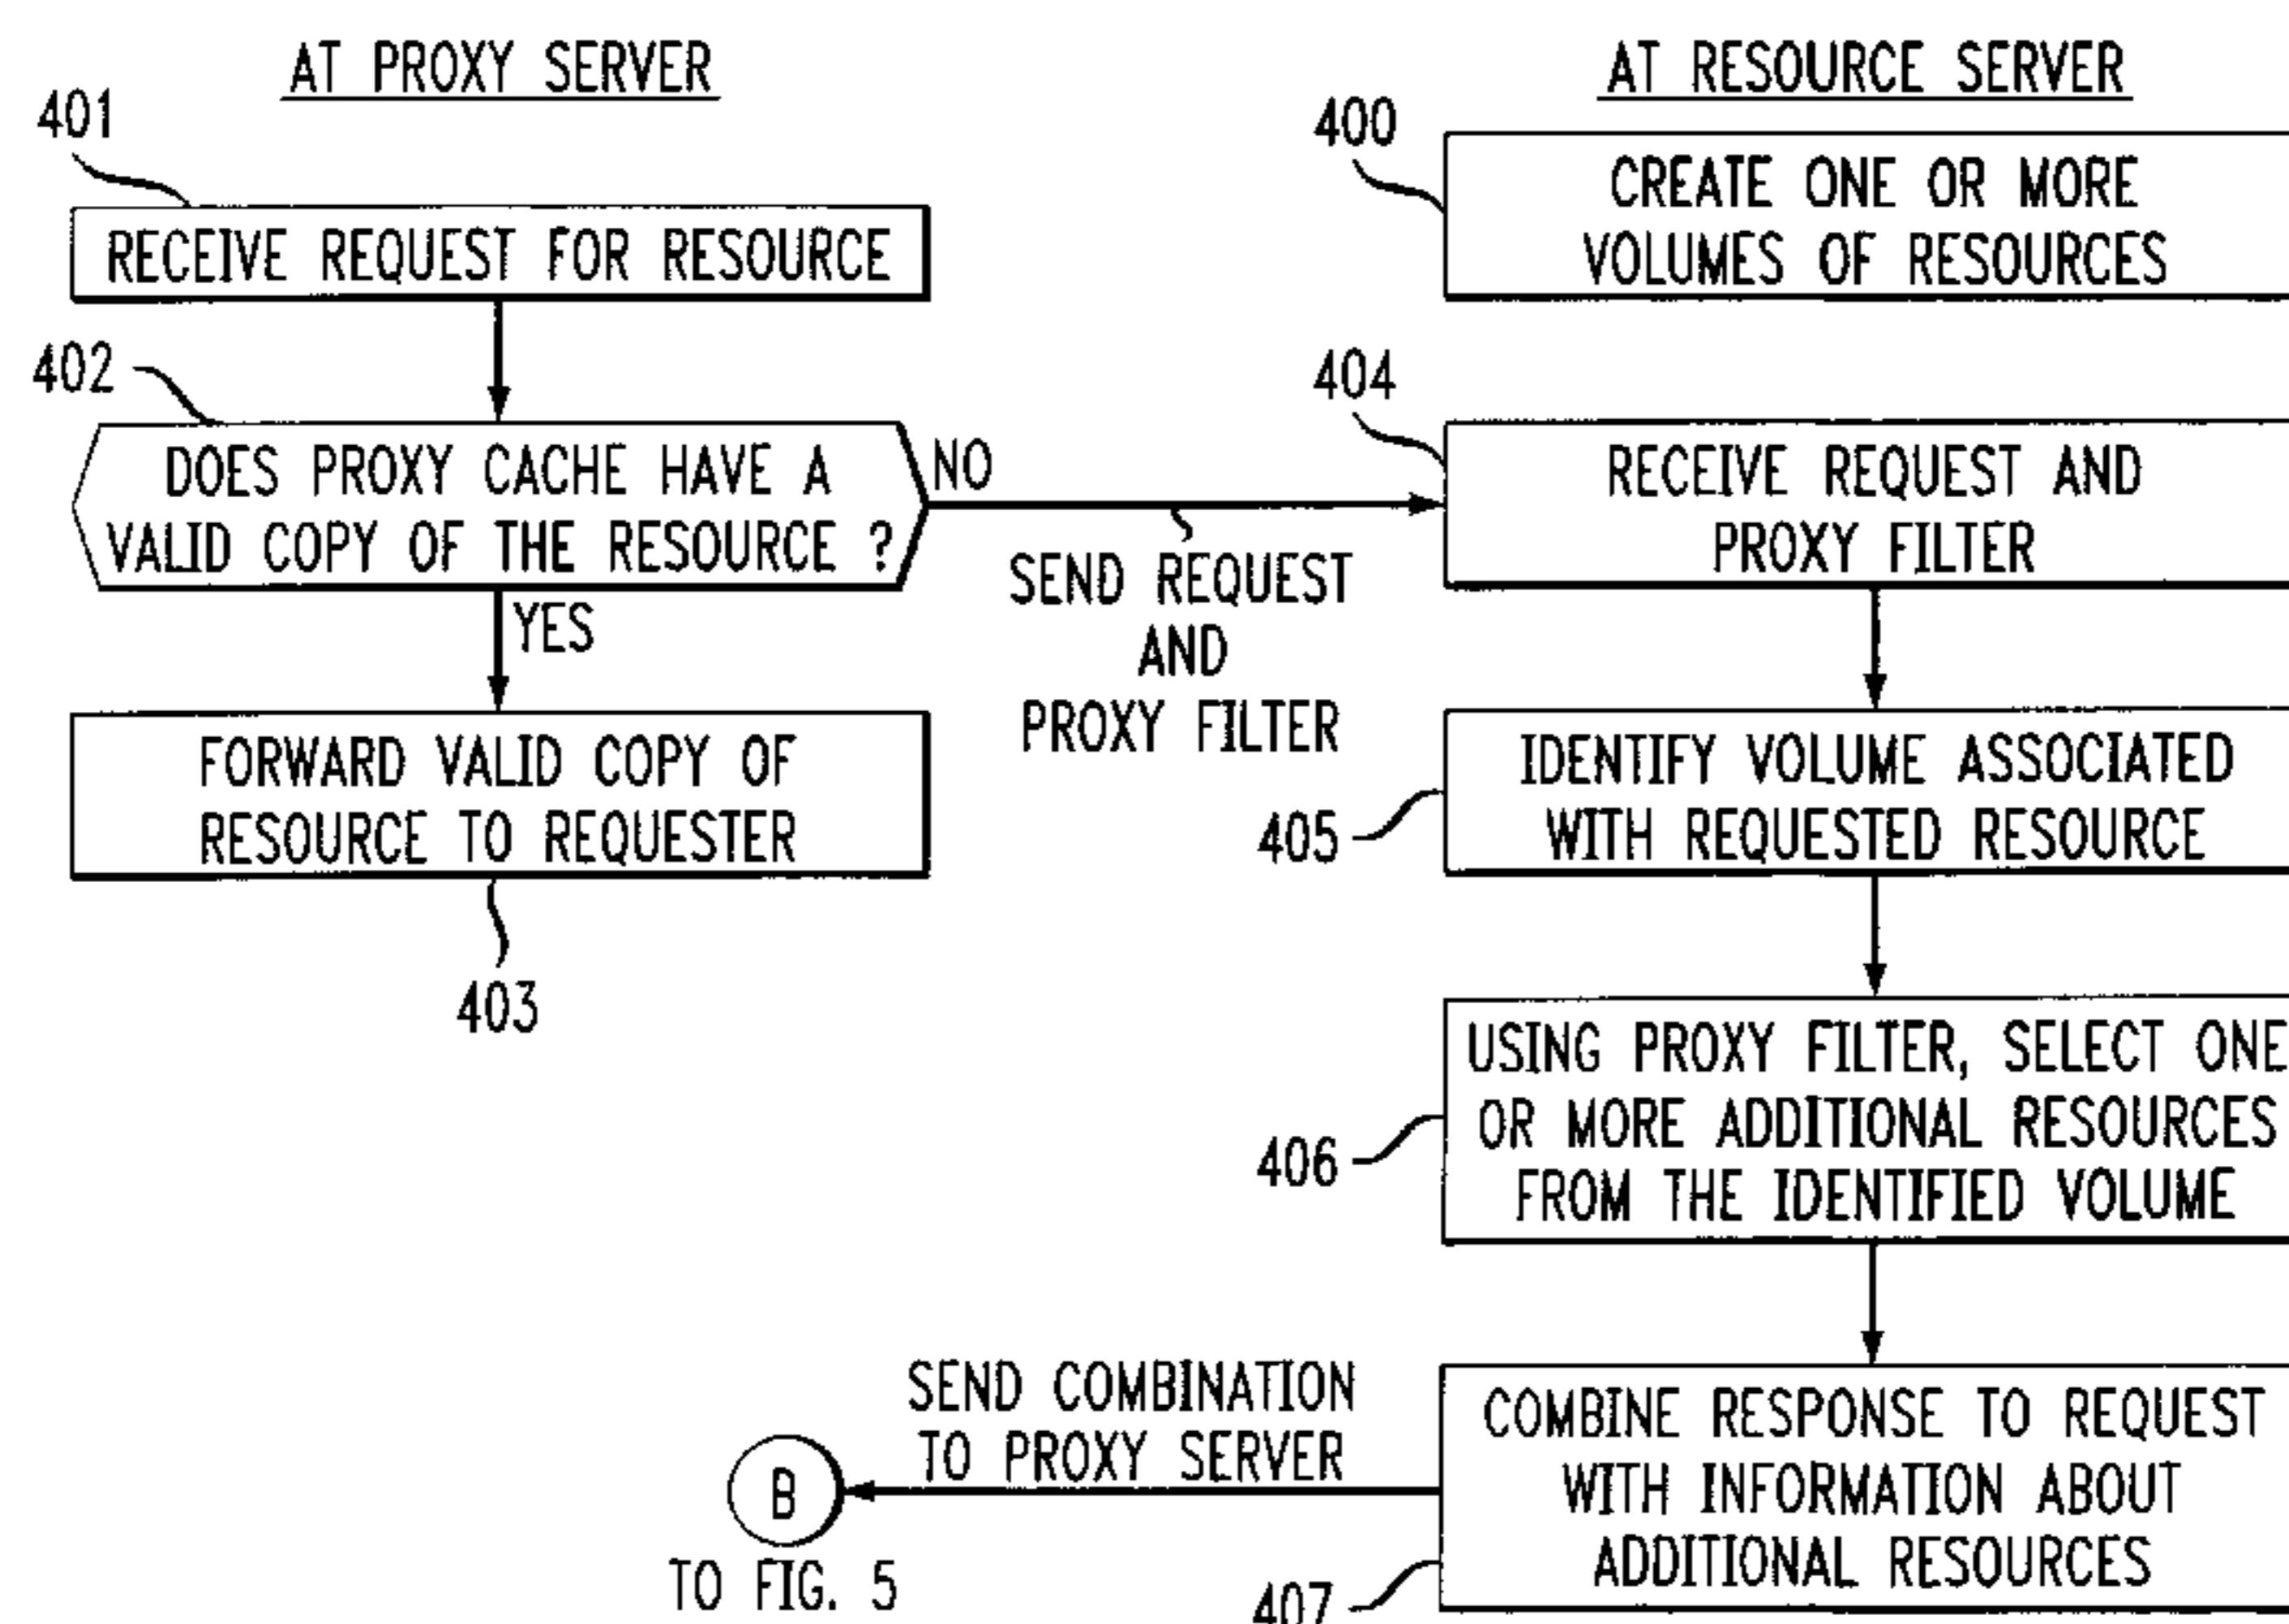 AT PROXY SERVER
401
RECEIVE REQUEST FOR RESOURCE
402
DOES PROXY CACHE HAVE A
VALID COPY OF THE RESOURCE ?
NO
YES
SEND REQUEST
AND
PROXY FILTER
FORWARD VALID COPY OF
RESOURCE TO REQUESTER
403
AT RESOURCE SERVER
400
CREATE ONE OR MORE
VOLUMES OF RESOURCES
404
RECEIVE REQUEST AND
PROXY FILTER
IDENTIFY VOLUME ASSOCIATED
WITH REQUESTED RESOURCE
405
USING PROXY FILTER, SELECT ONE
OR MORE ADDITIONAL RESOURCES
FROM THE IDENTIFIED VOLUME
406
COMBINE RESPONSE TO REQUEST
WITH INFORMATION ABOUT
ADDITIONAL RESOURCES
407
SEND COMBINATION
TO PROXY SERVER
B
TO FIG. 5